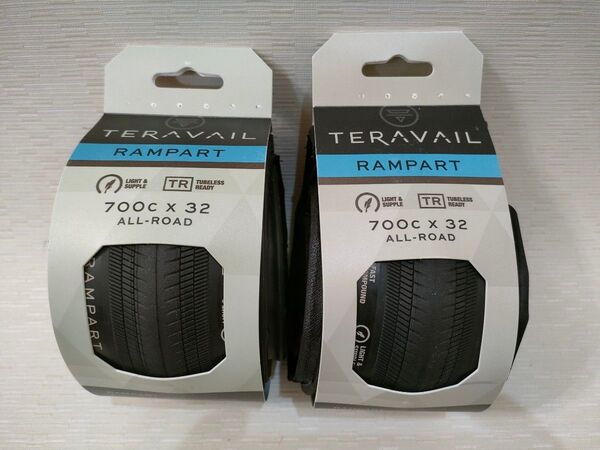 TERAVAIL
RAMPART
LIGHT &
SUPPLE
TR
TUBELESS
READY
700C X 32
ALL-ROAD
RAMPART
TERAVAIL
RAMPART
LIGHT &
SUPPLE
TR
TUBELESS
READY
700C X 32
ALL-ROAD
FAST
COMPOUND
LIGHT &